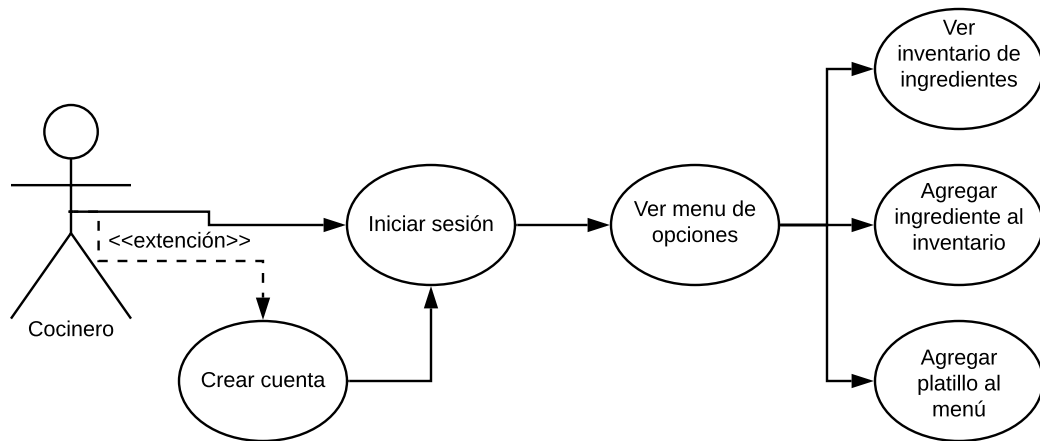 Ver
inventario de
ingredientes
Agregar
ingrediente al
inventario
Iniciar sesión
Ver menu de
opciones
<<extención>>
Cocinero
Crear cuenta
Agregar
platillo al
menú